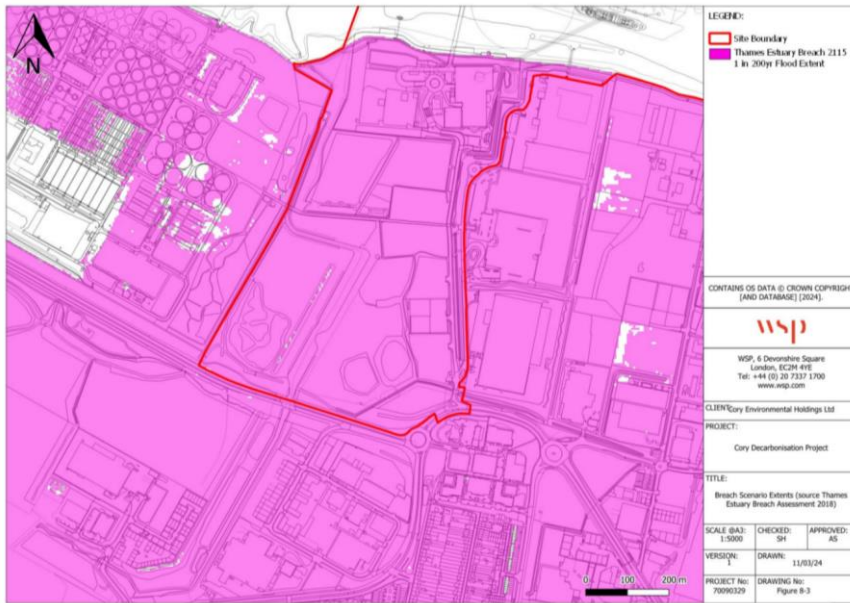 N
LEGEND:
Site Boundary
Thames Estuary Breach 2115
1 in 200yr Flood Extent
CONTAINS OS DATA © CROWN COPYRIGH
[AND DATABASE] [2024].
wsp
WSP, 6 Devonshire Square
London, EC2M 4YE
Tel: +44 (0) 20 7337 1700
www.wsp.com
CLIENT:Cory Environmental Holdings Ltd
PROJECT:
Cory Decarbonisation Project
TITLE:
Breach Scenario Extents (source Thames
Estuary Breach Assessment 2018)
SCALE @A3: CHECKED: APPROVED:
1:5000 SH AS
VERSION: DRAWN:
1 11/03/24
PROJECT No: DRAWING No:
70090329 Figure B-3
0 100 200 m